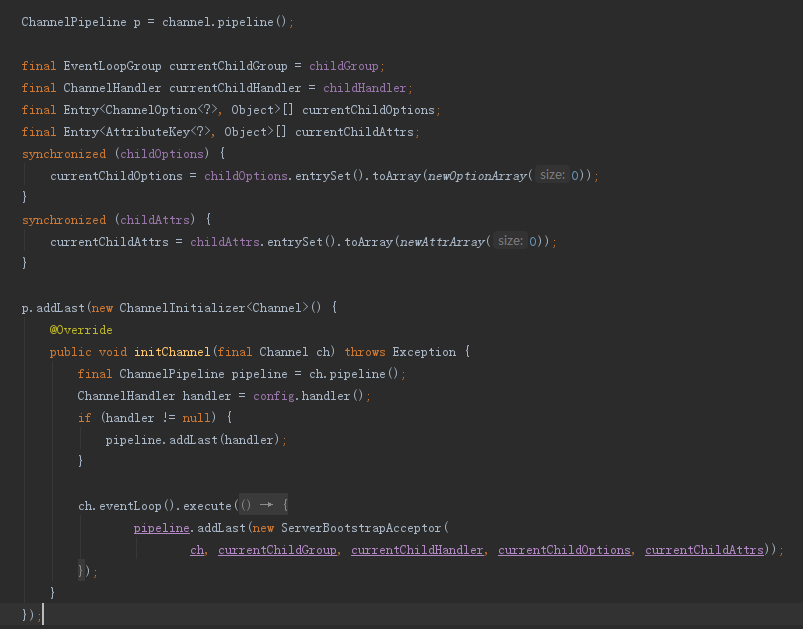 ChannelPipeline p = channel.pipeline();
final EventLoopGroup currentChildGroup = childGroup;
final ChannelHandler currentChildHandler = childHandler;
final Entry<ChannelOption<?>, Object>[] currentChildOptions;
final Entry<AttributeKey<?>, Object>[] currentChildAttrs;
synchronized (childOptions) {
    currentChildOptions = childOptions.entrySet().toArray(newOptionArray( size: 0));
}
synchronized (childAttrs) {
    currentChildAttrs = childAttrs.entrySet().toArray(newAttrArray( size: 0));
}
p.addLast(new ChannelInitializer<Channel>() {
    @Override
    public void initChannel(final Channel ch) throws Exception {
        final ChannelPipeline pipeline = ch.pipeline();
        ChannelHandler handler = config.handler();
        if (handler != null) {
            pipeline.addLast(handler);
        }
        ch.eventLoop().execute(() → {
                pipeline.addLast(new ServerBootstrapAcceptor(
                        ch, currentChildGroup, currentChildHandler, currentChildOptions, currentChildAttrs));
        });
    }
});